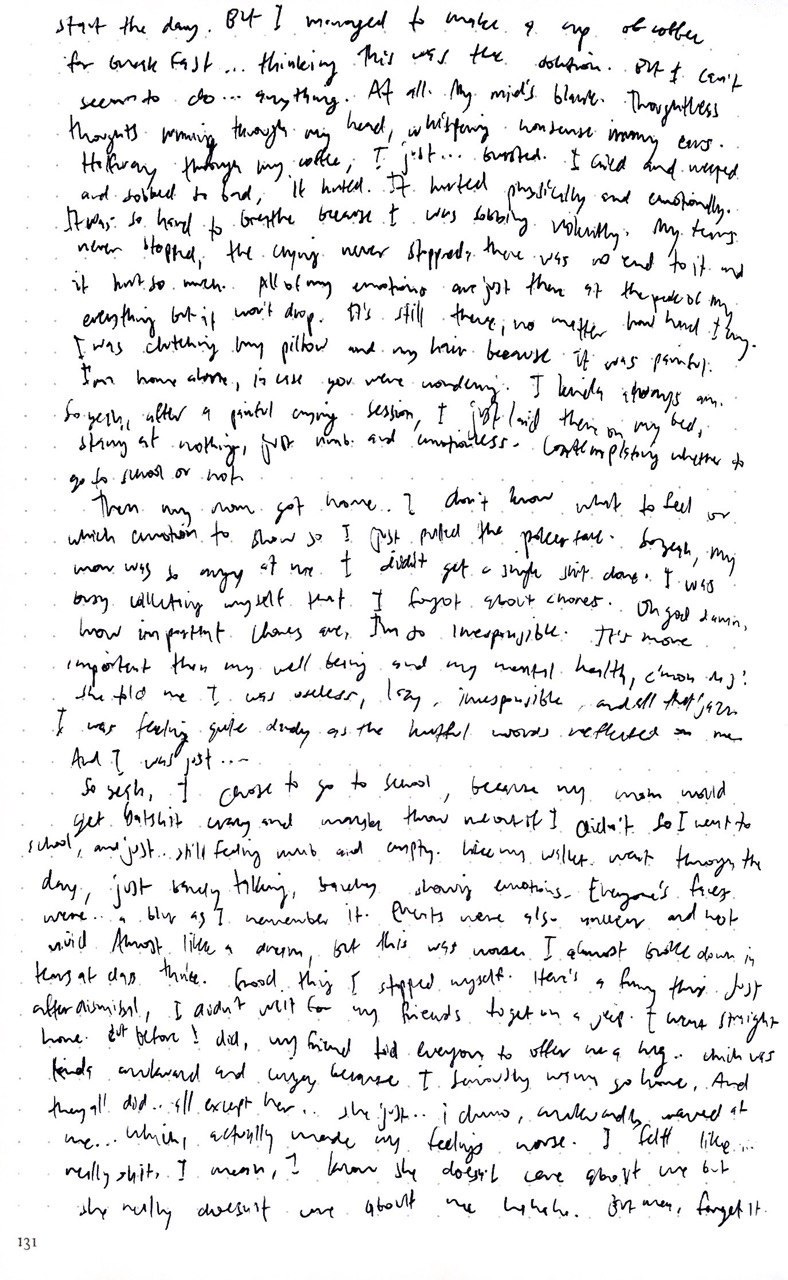 start the day. But I managed to make a cup of coffee
for breakfast... thinking this was the solution. But I can't
seem to do... anything. At all. My mid's blank. Thoughtless
thoughts running through my head, whispering nonsense in my ears.
Halfway through my coffee, I just... bursted. I cried and weeped
and sobbed so bad, it hurted. It hurted physically and emotionally.
It was so hard to breathe because I was sobbing violently. My tears
never stopped, the crying never stopped, there was no end to it and
it hurt so much. All of my emotions are just there at the peak of my
everything but it won't drop. It's still there, no matter how hard I try.
I was clutching my pillow and my hair because it was painful.
I'm home alone, in case you were wondering. I kinda always am.
So yeah, after a painful crying session, I just laid there on my bed,
staring at nothing, just numb and emotionless. Contemplating whether to
go to school or not.
Then my mom got home.. I don't know what to feel or
which emotion to show so I just pulled the poker face. So yeah, my
mom was so angry at me. I didn't get a single shit done. I was
busy collecting myself that I forgot about chores. Oh god damn,
how important chores are, I'm so irresponsible. It's more
important than my well being and my mental health, c'mon
she told me I was useless, lazy, irresponsible, and all that jazz
I was feeling quite dandy as the hurtful words reflected on me
And I was just....
So yeah, I chose to go to school, because my mom would
get batshit crazy and maybe throw me out if I didn't. So I went to
school, and just.. still feeling numb and empty. Like my wallet. went through the
day, just barely talking, barely showing emotions. Everyone's faces
were.. a blur as I remember it. Events were also unclear and not
vivid. Almost like a dream, but this was worse. I almost broke down in
tears at class thrice. Good thing I stopped myself. Here's a funny thing. Just
after dismissal, I didn't wait for my friends to get on a jeep. I went straight
home. But before I did, my friend told everyone to offer me a hug.. which was
kinda awkward and because I seriously wanna go home. And
they all did.. all except her.. she just.. i dunno, awkwardly waved at
me... which, actually made my feelings worse. I felt like...
really shit. I mean, I know she doesn't care about me but
she really doesn't care about me hahaha. But man, forget it.
131